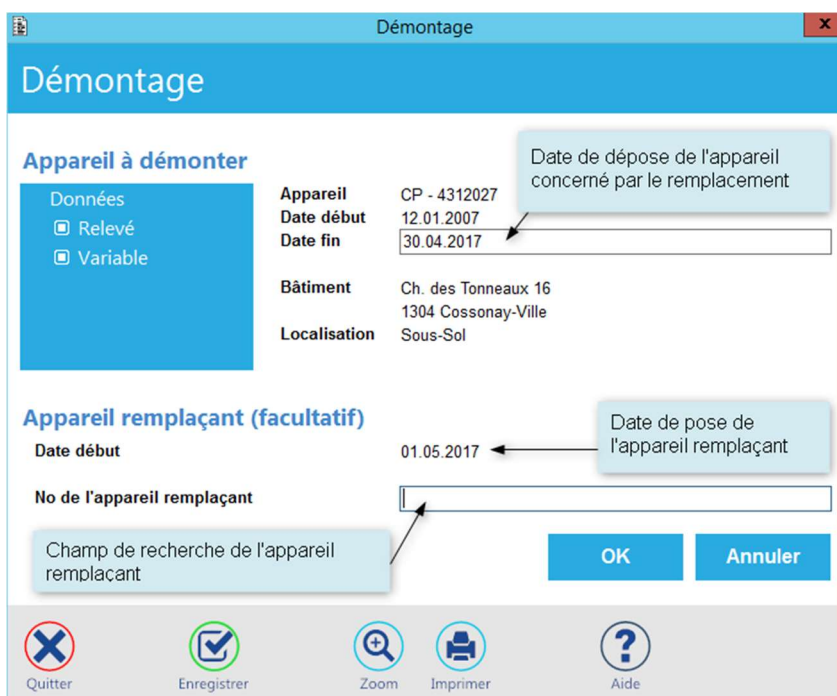 Démontage
x
Démontage
Appareil à démonter
Date de dépose de l'appareil
concerné par le remplacement
Données
Relevé
Variable
Appareil CP - 4312027
Date début 12.01.2007
Date fin 30.04.2017
Bâtiment Ch. des Tonneaux 16
1304 Cossonay-Ville
Localisation Sous-Sol
Appareil remplaçant (facultatif)
Date de pose de
l'appareil remplaçant
Date début 01.05.2017
No de l'appareil remplaçant
Champ de recherche de l'appareil
remplaçant
OK Annuler
Quitter Enregistrer Zoom Imprimer Aide